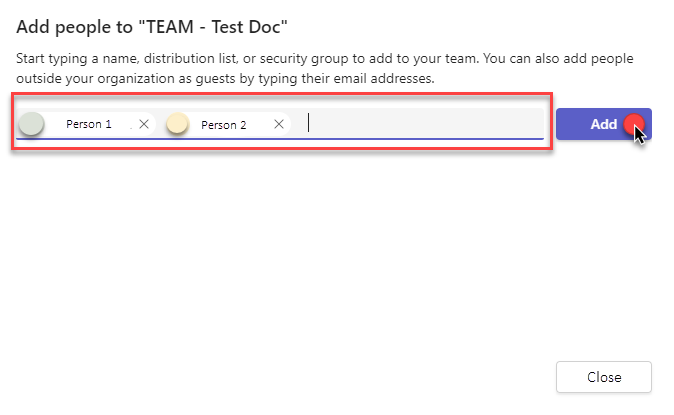 Add people to "TEAM - Test Doc"
Start typing a name, distribution list, or security group to add to your team. You can also add people
outside your organization as guests by typing their email addresses.
Person 1 Person 2 Add
Close